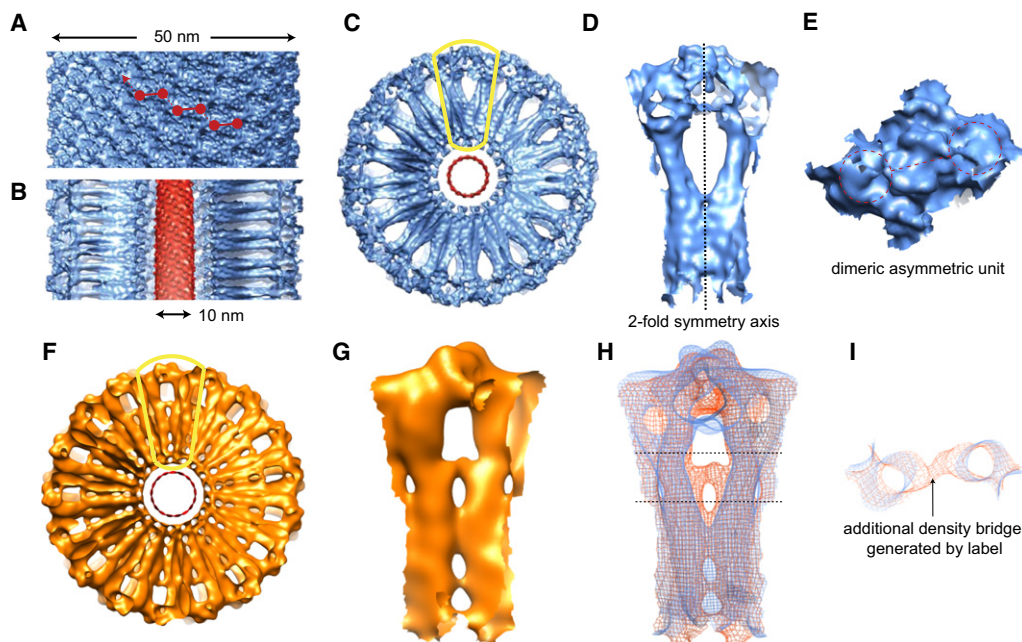 A
50 nm
B
10 nm
C
D
2-fold symmetry axis
E
dimeric asymmetric unit
F
G
H
I
additional density bridge
generated by label